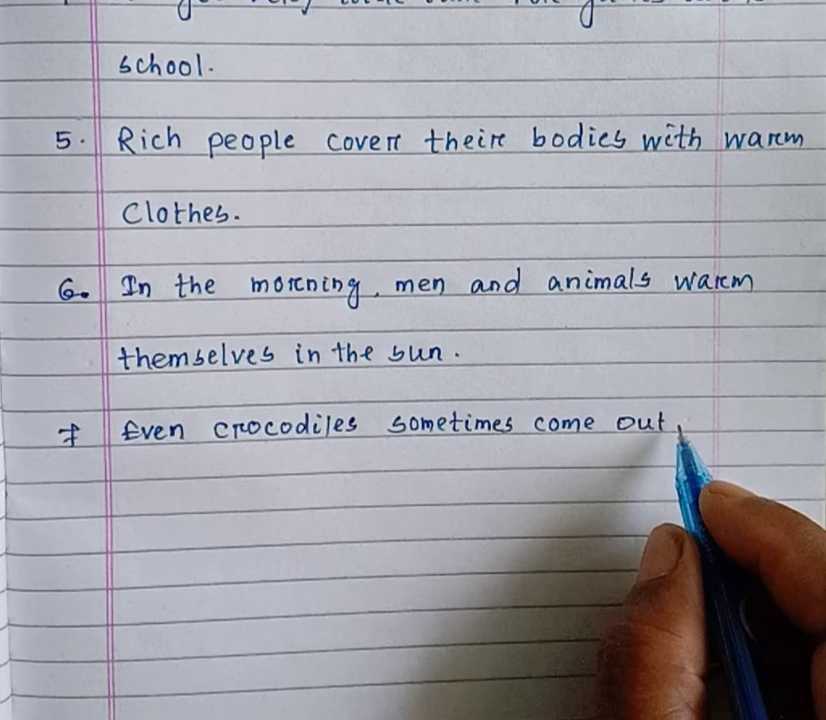 school.
5. Rich people cover their bodies with warm
Clothes.
6. In the morning, men and animals warm
themselves in the sun.
7 Even crocodiles sometimes come out